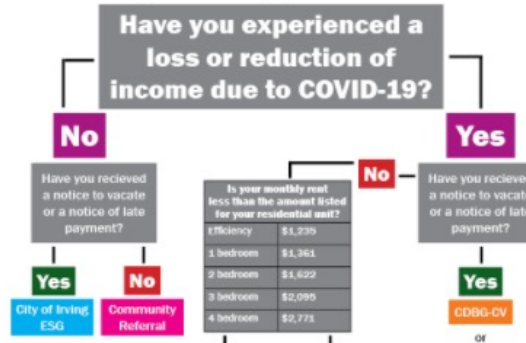 Have you experienced a
loss or reduction of
income due to COVID-19?
No
Yes
Have you recieved
a notice to vacate
or a notice of late
payment?
Yes
No
City of Irving
ESG
Community
Referral
No
Is your monthly rent
less than the amount listed
for your residential unit?
Efficiency $1,235
1 bedroom $1,361
2 bedroom $1,622
3 bedroom $2,095
4 bedroom $2,771
Have you recieved
a notice to vacate
or a notice of late
payment?
Yes
CDBG-CV
or